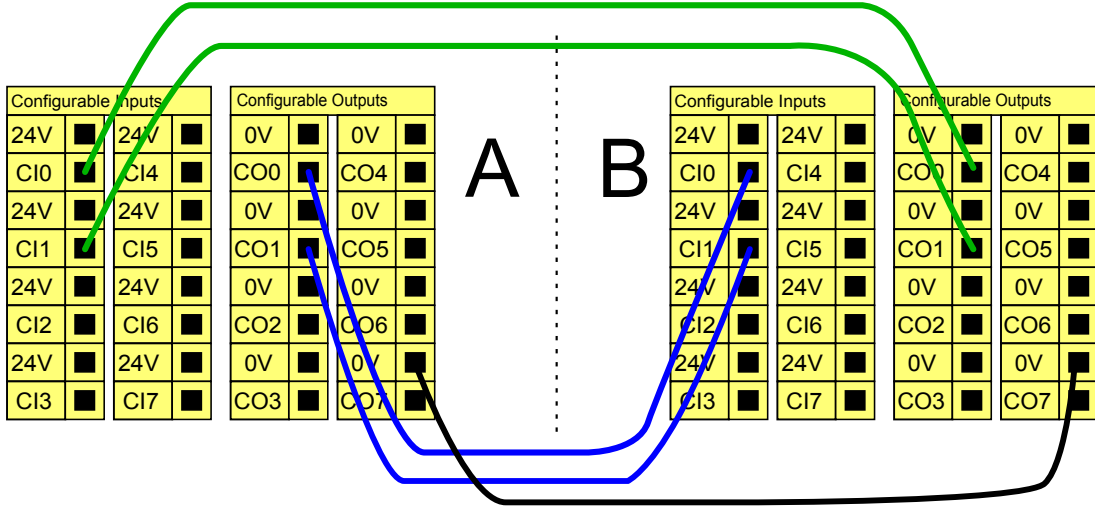 Configurable Inputs
24V 24V
CI0 CI4
24V 24V
CI1 CI5
24V 24V
CI2 CI6
24V 24V
CI3 CI7
Configurable Outputs
0V 0V
CO0 CO4
0V 0V
CO1 CO5
0V 0V
CO2 CO6
0V 0V
CO3 CO7
A
B
Configurable Inputs
24V 24V
CI0 CI4
24V 24V
CI1 CI5
24V 24V
CI2 CI6
24V 24V
CI3 CI7
Configurable Outputs
0V 0V
CO0 CO4
0V 0V
CO1 CO5
0V 0V
CO2 CO6
0V 0V
CO3 CO7